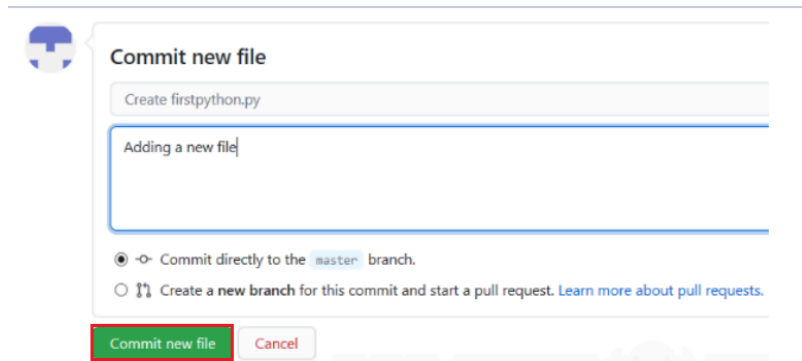 Commit new file
Create firstpython.py
Adding a new file
Commit directly to the master branch.
Create a new branch for this commit and start a pull request. Learn more about pull requests.
Commit new file Cancel